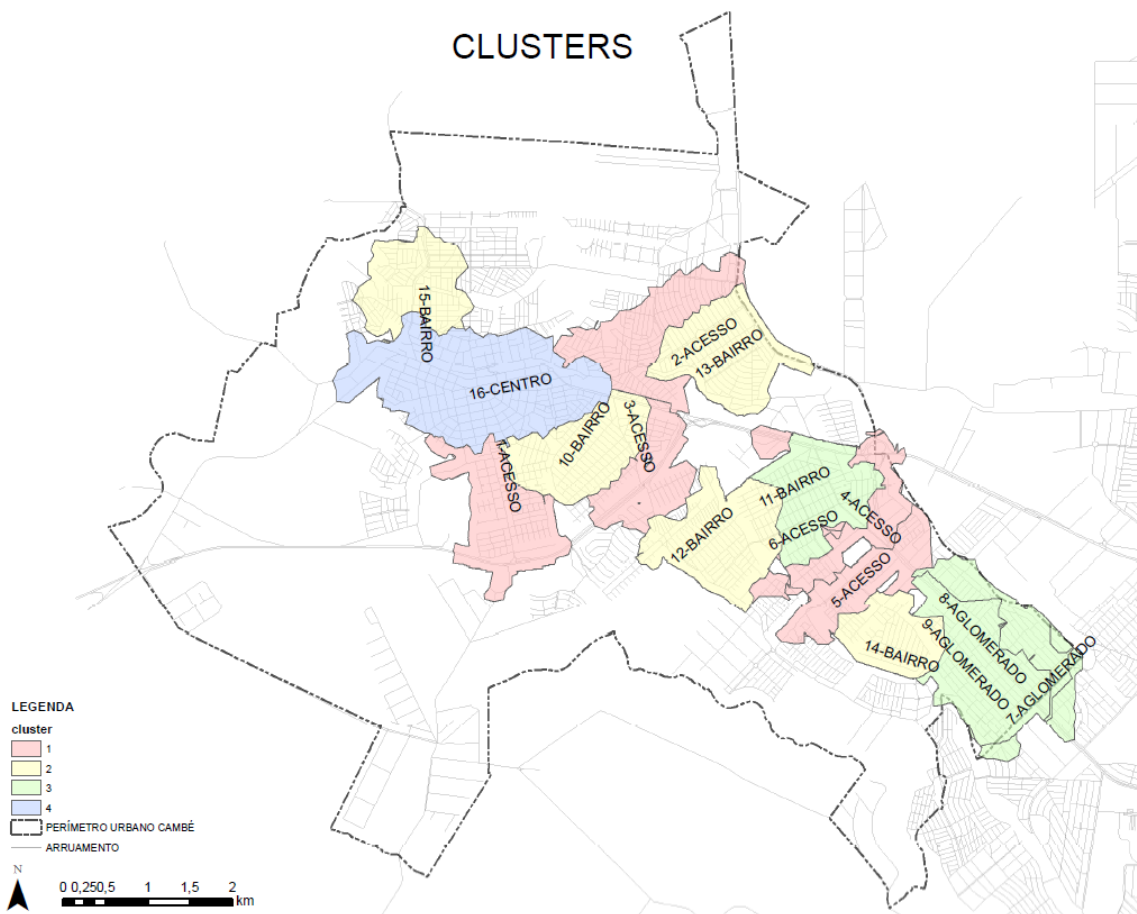 CLUSTERS
15-BAIRRO
2-ACESSO
13-BAIRRO
16-CENTRO
3-ACESSO
10-BAIRRO
1-ACESSO
11-BAIRRO
4-ACESSO
12-BAIRRO
6-ACESSO
5-ACESSO
8-AGLOMERADO
9-AGLOMERADO
14-BAIRRO
7-AGLOMERADO
LEGENDA
cluster
1
2
3
4
PERÍMETRO URBANO CAMBÉ
ARRUAMENTO
N
0 0,250,5 1 1,5 2
km